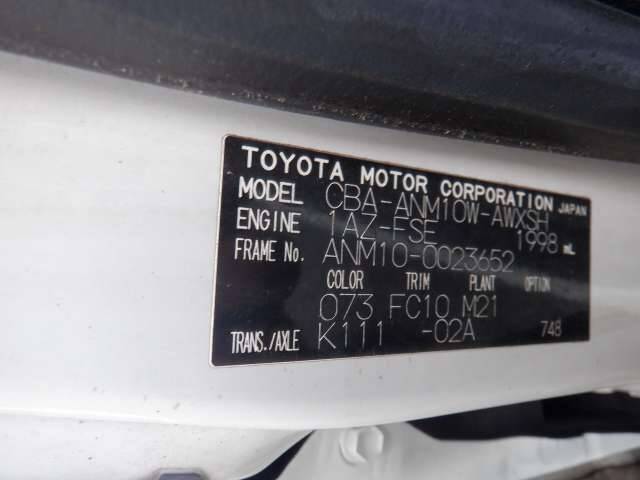 TOYOTA MOTOR CORPORATION JAPAN
MODEL CBA-ANM10W-AWXSH
ENGINE 1AZ-FSE 1998 mL
FRAME No. ANM10-0023652
COLOR TRIM PLANT OPTION
073 FC10 M21
TRANS./AXLE K111 -02A 748